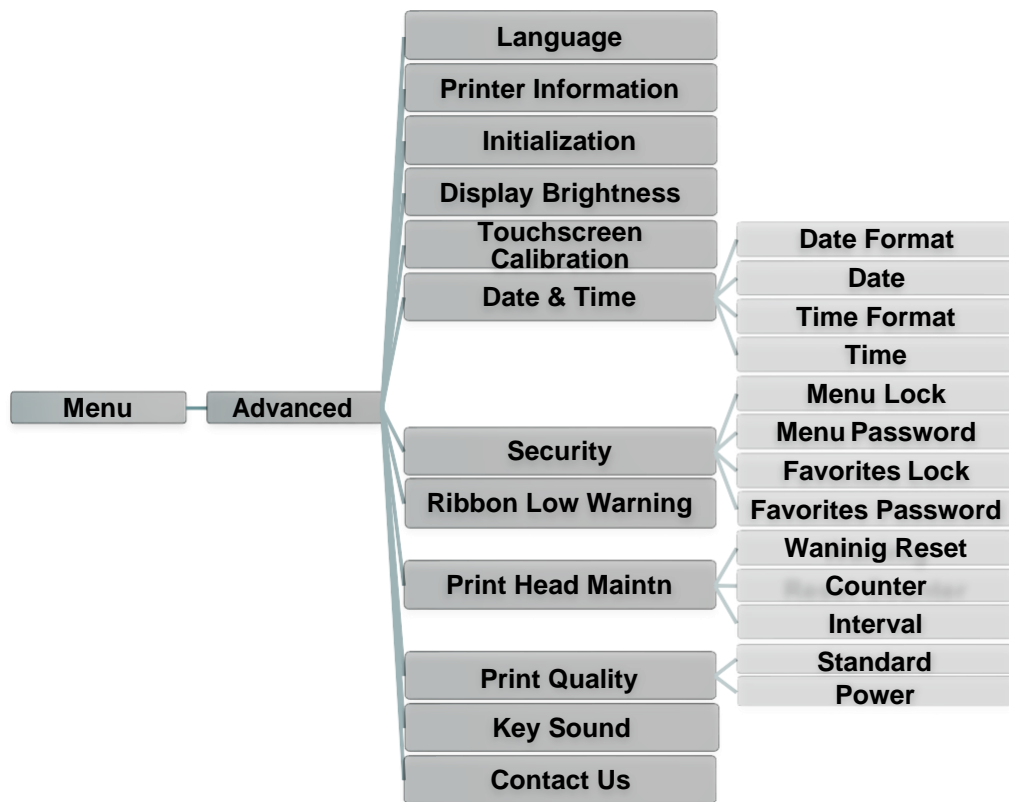 Menu
Advanced
Language
Printer Information
Initialization
Display Brightness
Touchscreen
Calibration
Date & Time
Date Format
Date
Time Format
Time
Security
Menu Lock
Menu Password
Favorites Lock
Favorites Password
Ribbon Low Warning
Print Head Maintn
Waninig Reset
Counter
Interval
Print Quality
Standard
Power
Key Sound
Contact Us